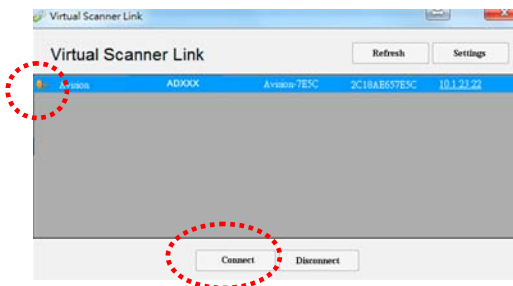 Virtual Scanner Link
Virtual Scanner Link Refresh Settings
Avision ADXXX Avision-7E5C 2C18AE657E5C 10.1.23.22
Connect Disconnect